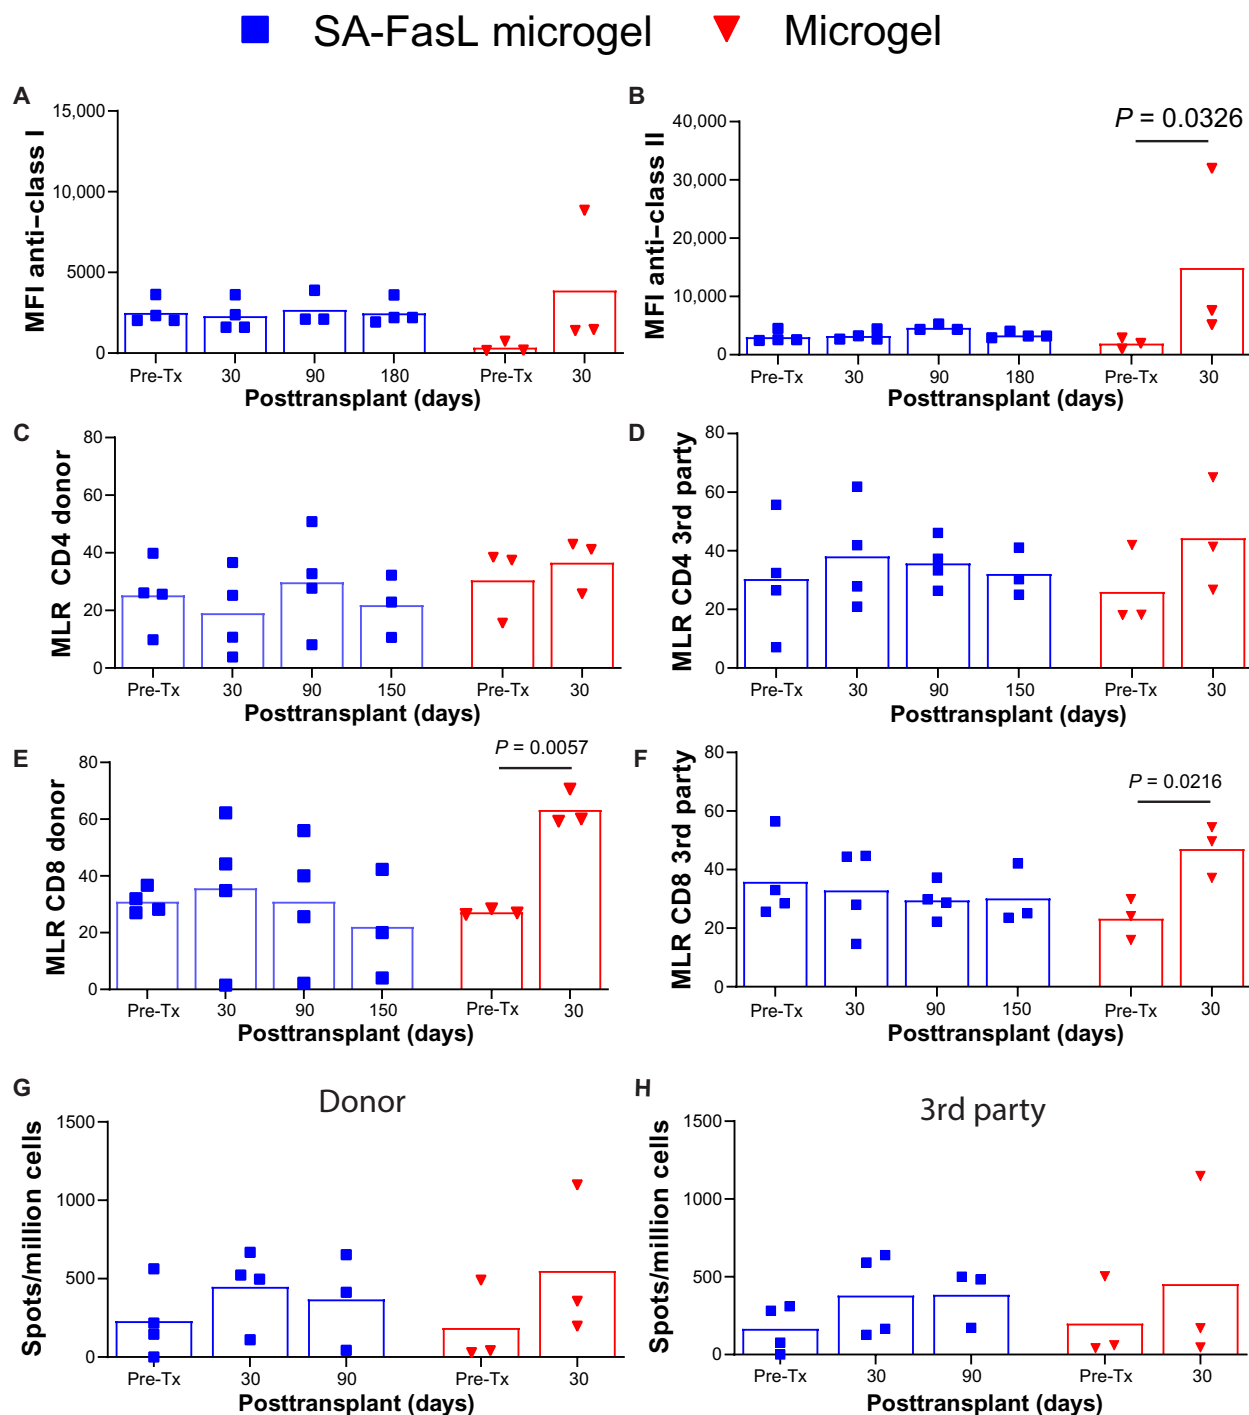 SA-FasL microgel Microgel
A
MFI anti–class I
15,000
10,000
5000
0
Pre-Tx 30 90 180 Pre-Tx 30
Posttransplant (days)
B
MFI anti–class II
P = 0.0326
40,000
30,000
20,000
10,000
0
Pre-Tx 30 90 180 Pre-Tx 30
Posttransplant (days)
C
MLR CD4 donor
80
60
40
20
0
Pre-Tx 30 90 150 Pre-Tx 30
Posttransplant (days)
D
MLR CD4 3rd party
80
60
40
20
0
Pre-Tx 30 90 150 Pre-Tx 30
Posttransplant (days)
E
MLR CD8 donor
P = 0.0057
80
60
40
20
0
Pre-Tx 30 90 150 Pre-Tx 30
Posttransplant (days)
F
MLR CD8 3rd party
P = 0.0216
80
60
40
20
0
Pre-Tx 30 90 150 Pre-Tx 30
Posttransplant (days)
G
Donor
Spots/million cells
1500
1000
500
0
Pre-Tx 30 90 Pre-Tx 30
Posttransplant (days)
H
3rd party
Spots/million cells
1500
1000
500
0
Pre-Tx 30 90 Pre-Tx 30
Posttransplant (days)